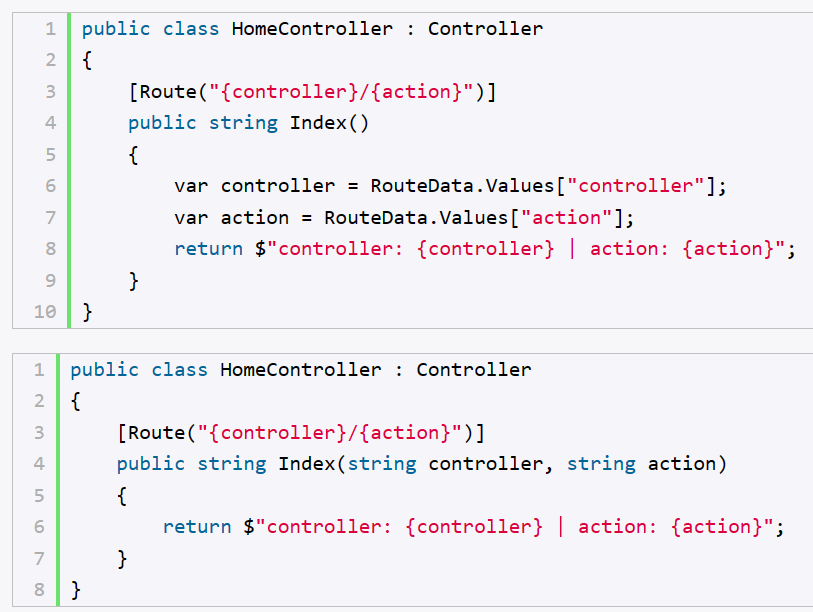 1 public class HomeController : Controller
2 {
3     [Route("{controller}/{action}")]
4     public string Index()
5     {
6         var controller = RouteData.Values["controller"];
7         var action = RouteData.Values["action"];
8         return $"controller: {controller} | action: {action}";
9     }
10 }
1 public class HomeController : Controller
2 {
3     [Route("{controller}/{action}")]
4     public string Index(string controller, string action)
5     {
6         return $"controller: {controller} | action: {action}";
7     }
8 }